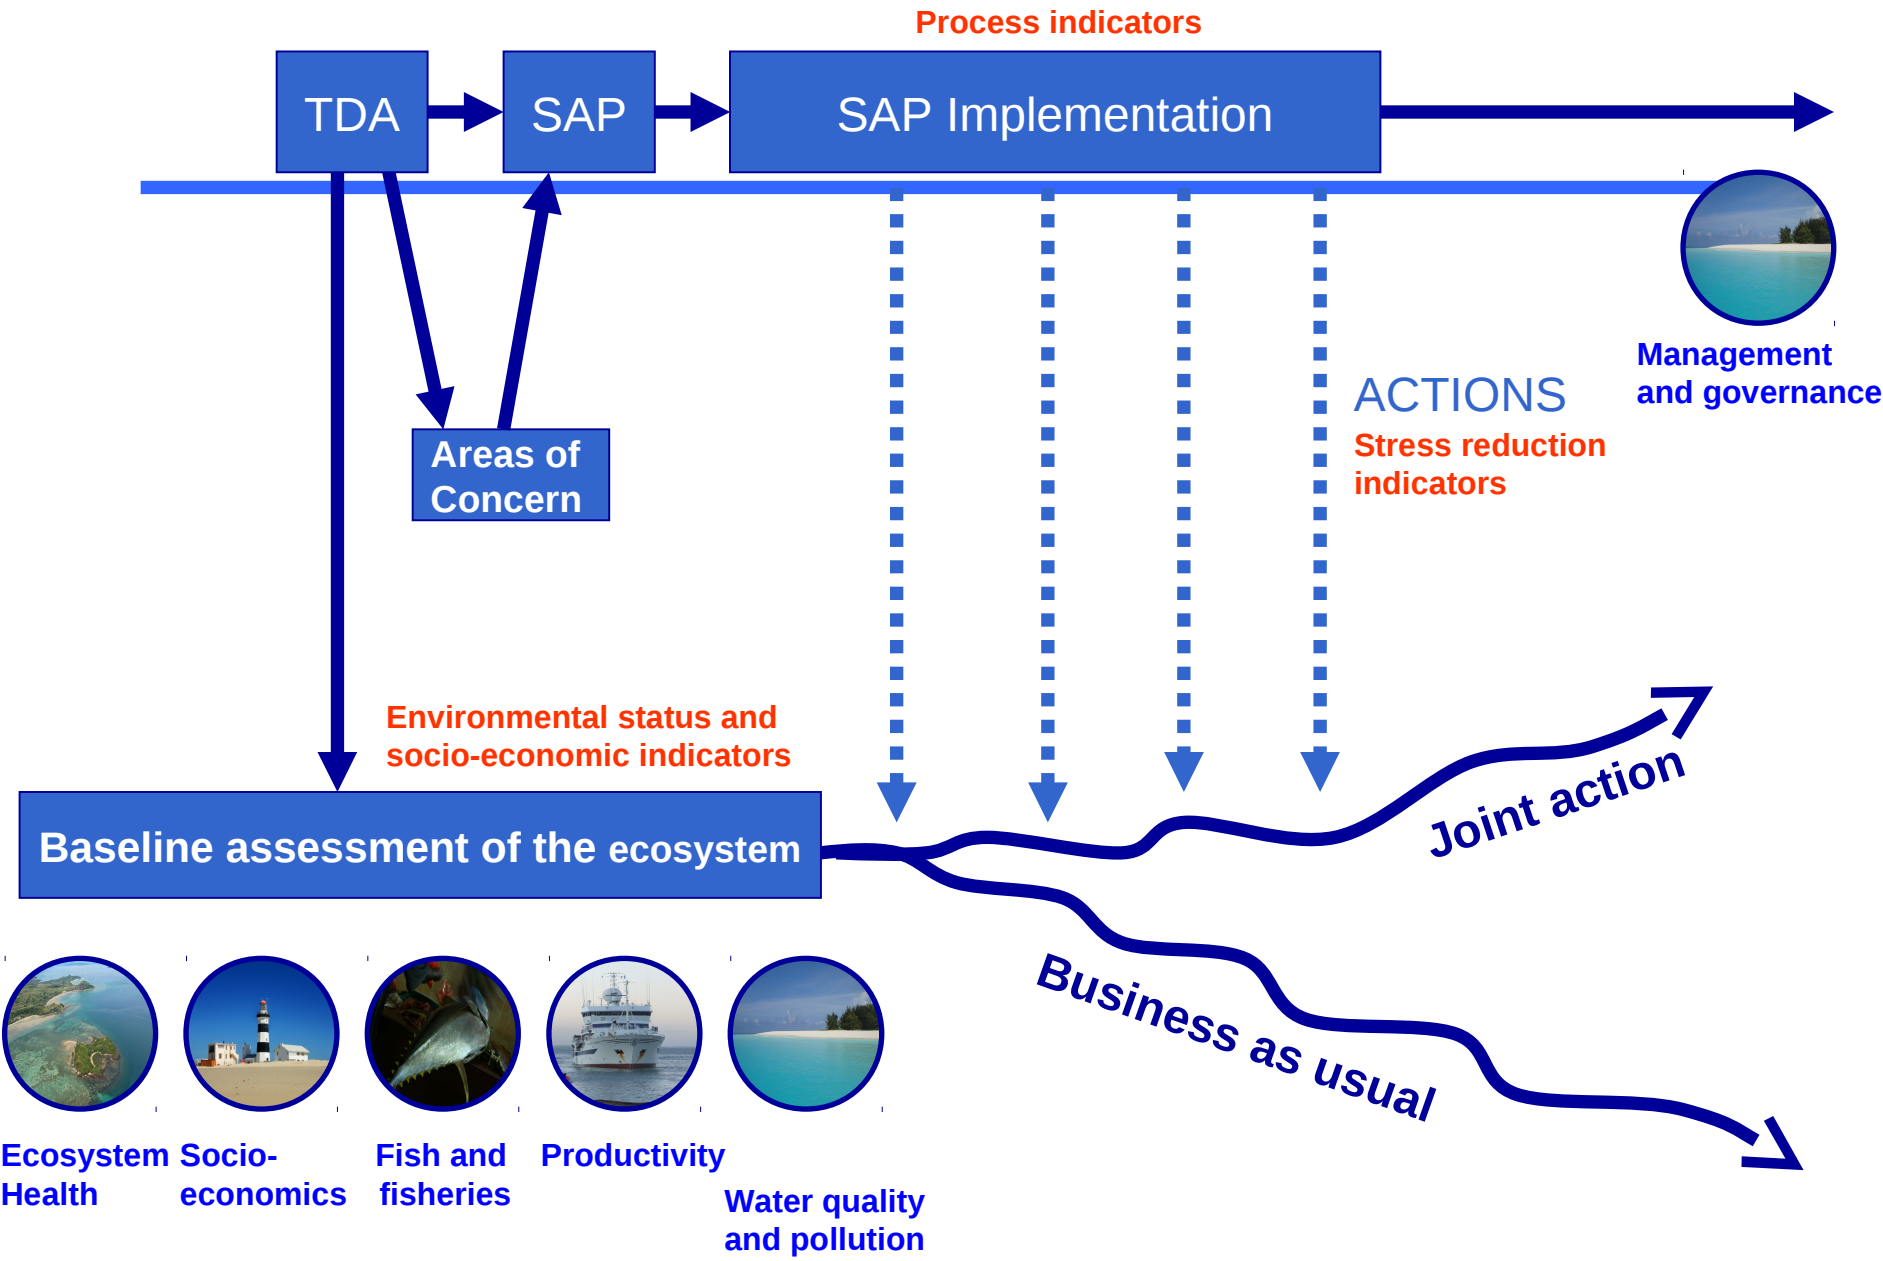 Process indicators
TDA
SAP
SAP Implementation
Management
and governance
ACTIONS
Stress reduction
indicators
Areas of
Concern
Environmental status and
socio-economic indicators
Joint action
Baseline assessment of the ecosystem
Business as usual
Ecosystem
Health
Socio-
economics
Fish and
fisheries
Productivity
Water quality
and pollution